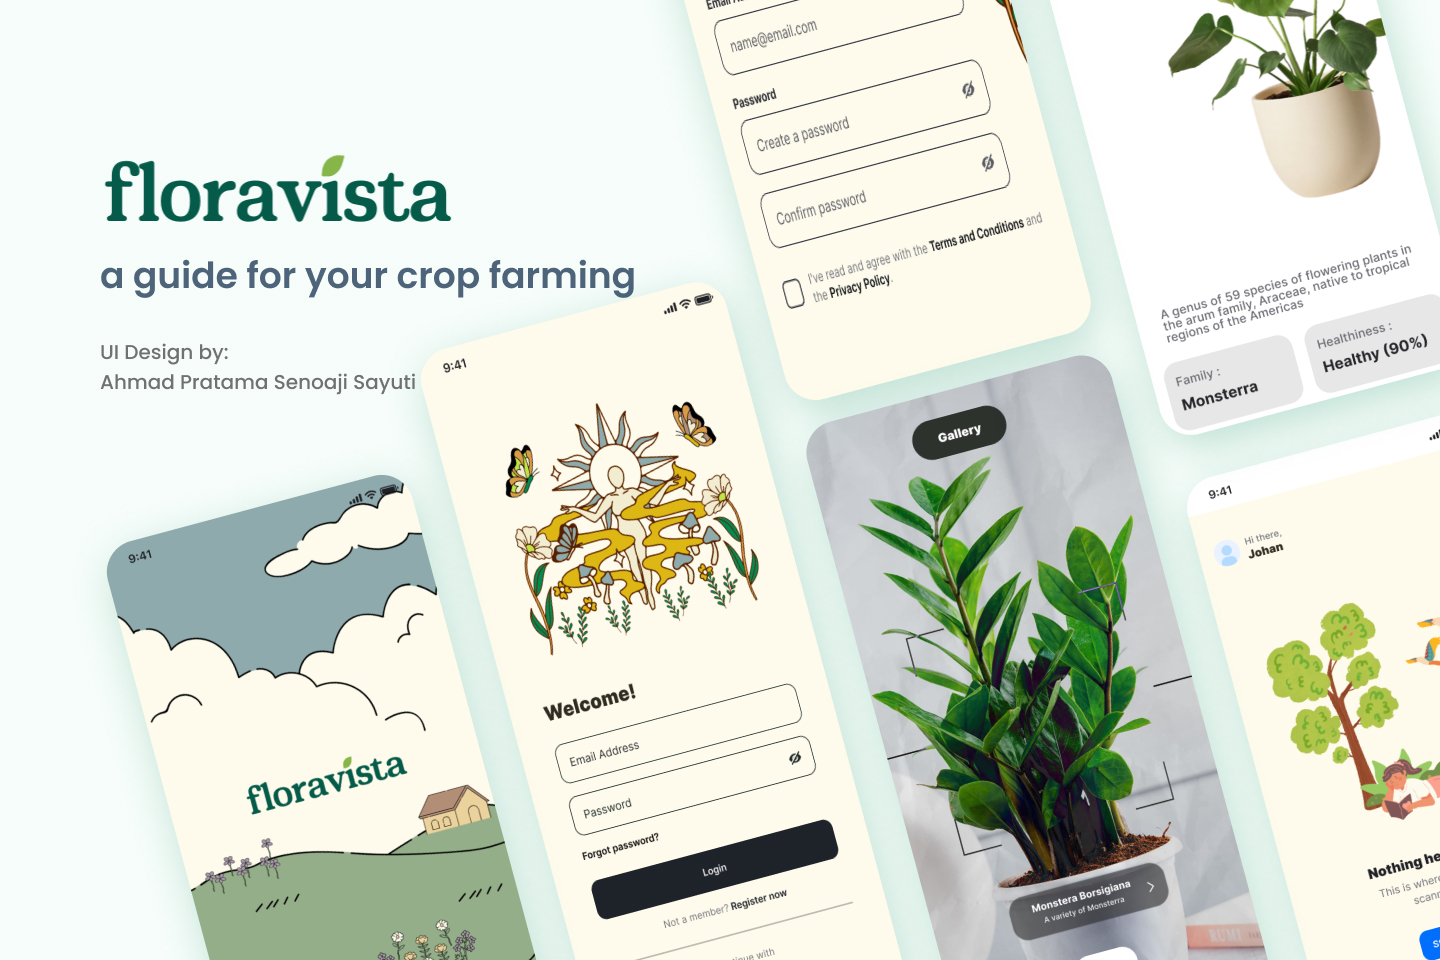 floravista
a guide for your crop farming
UI Design by:
Ahmad Pratama Senoaji Sayuti
9:41
floravista
9:41
Welcome!
Email Address
Password
Forgot password?
Login
Not a member? Register now
with
name@email.com
Password
Create a password
Confirm password
I've read and agree with the Terms and Conditions and
the Privacy Policy.
Gallery
Monstera Borsigiana
A variety of Monsterra
A genus of 59 species of flowering plants in
the arum family, Araceae, native to tropical
regions of the Americas
Family :
Monsterra
Healthiness :
Healthy (90%)
9:41
Hi there,
Johan
Nothing he
This is where
scann